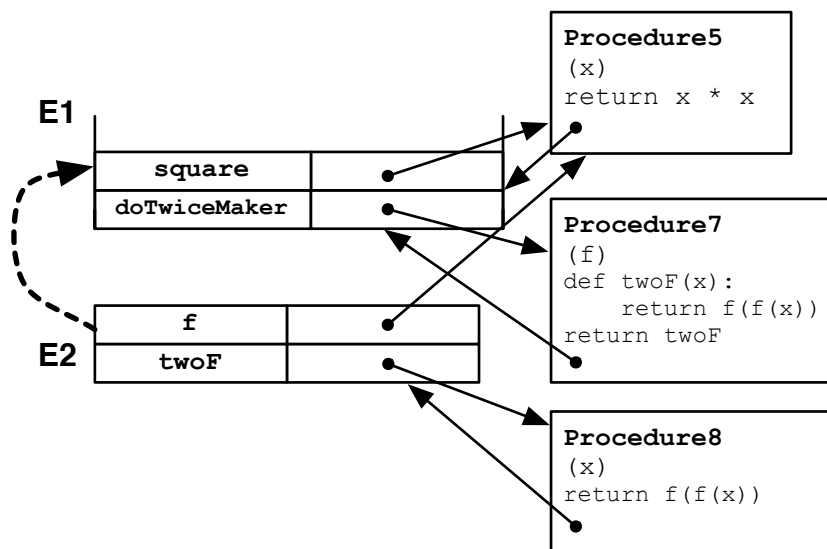 E1
square
doTwiceMaker
E2
f
twoF
Procedure5
(x)
return x * x
Procedure7
(f)
def twoF(x):
    return f(f(x))
return twoF
Procedure8
(x)
return f(f(x))